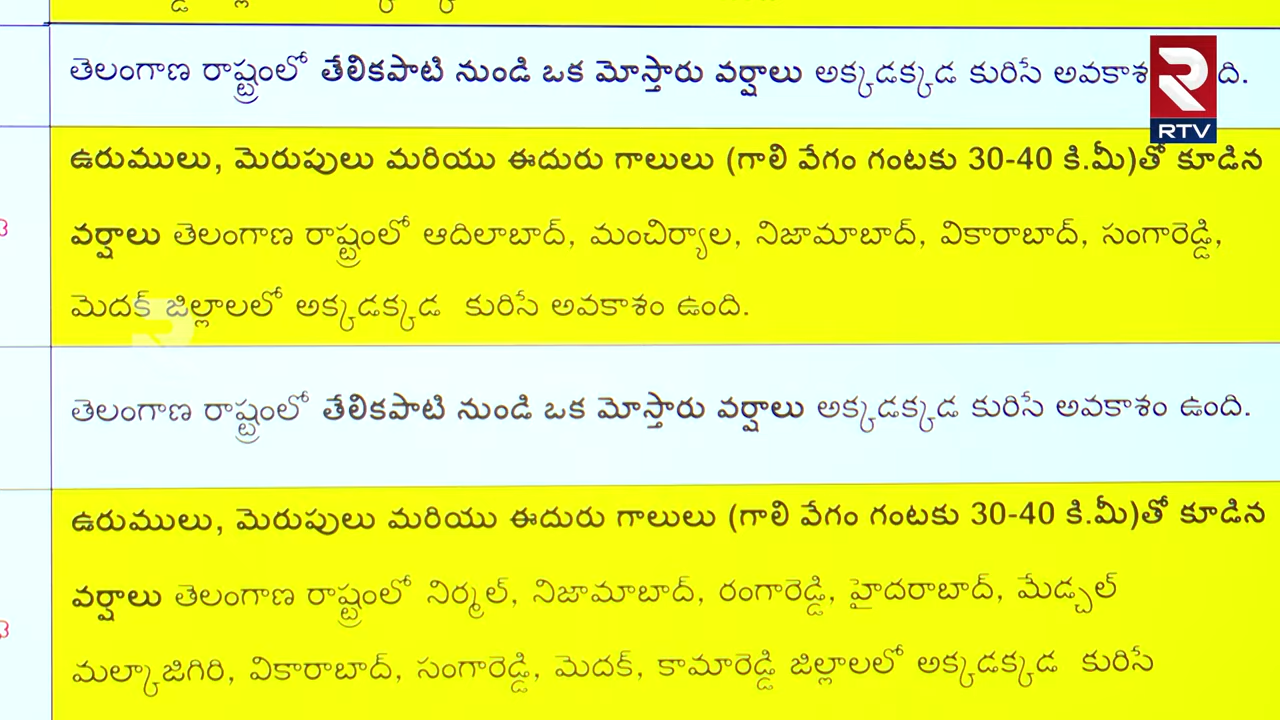 తెలంగాణ రాష్ట్రంలో తేలికపాటి నుండి ఒక మోస్తారు వర్షాలు అక్కడక్కడ కురిసే
RTV
ఉరుములు, మెరుపులు మరియు ఈదురు గాలులు (గాలి వేగం గంటకు 30-40 కి.మీ)తో కూడిన
వర్షాలు తెలంగాణ రాష్ట్రంలో ఆదిలాబాద్, మంచిర్యాల, నిజామాబాద్, వికారాబాద్, సంగారెడ్డి,
మెదక్ జిల్లాలలో అక్కడక్కడ కురిసే అవకాశం ఉంది.
తెలంగాణ రాష్ట్రంలో తేలికపాటి నుండి ఒక మోస్తారు వర్షాలు అక్కడక్కడ కురిసే అవకాశం ఉంది.
ఉరుములు, మెరుపులు మరియు ఈదురు గాలులు (గాలి వేగం గంటకు 30-40 కి.మీ)తో కూడిన
వర్షాలు తెలంగాణ రాష్ట్రంలో నిర్మల్, నిజామాబాద్, రంగారెడ్డి, హైదరాబాద్, మేడ్చల్
మల్కాజిగిరి, వికారాబాద్, సంగారెడ్డి, మెదక్, కామారెడ్డి జిల్లాలలో అక్కడక్కడ కురిసే